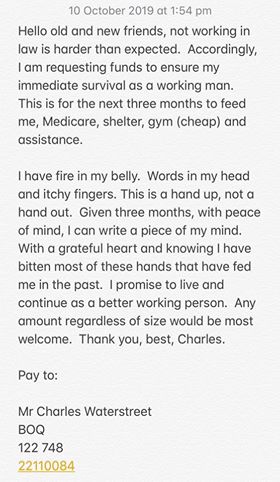 10 October 2019 at 1:54 pm
Hello old and new friends, not working in
law is harder than expected.  Accordingly,
I am requesting funds to ensure my
immediate survival as a working man.
This is for the next three months to feed
me, Medicare, shelter, gym (cheap) and
assistance.

I have fire in my belly.  Words in my head
and itchy fingers. This is a hand up, not a
hand out.  Given three months, with peace
of mind, I can write a piece of my mind.
With a grateful heart and knowing I have
bitten most of these hands that have fed
me in the past.  I promise to live and
continue as a better working person.  Any
amount regardless of size would be most
welcome.  Thank you, best, Charles.

Pay to:

Mr Charles Waterstreet
BOQ
122 748
22110084